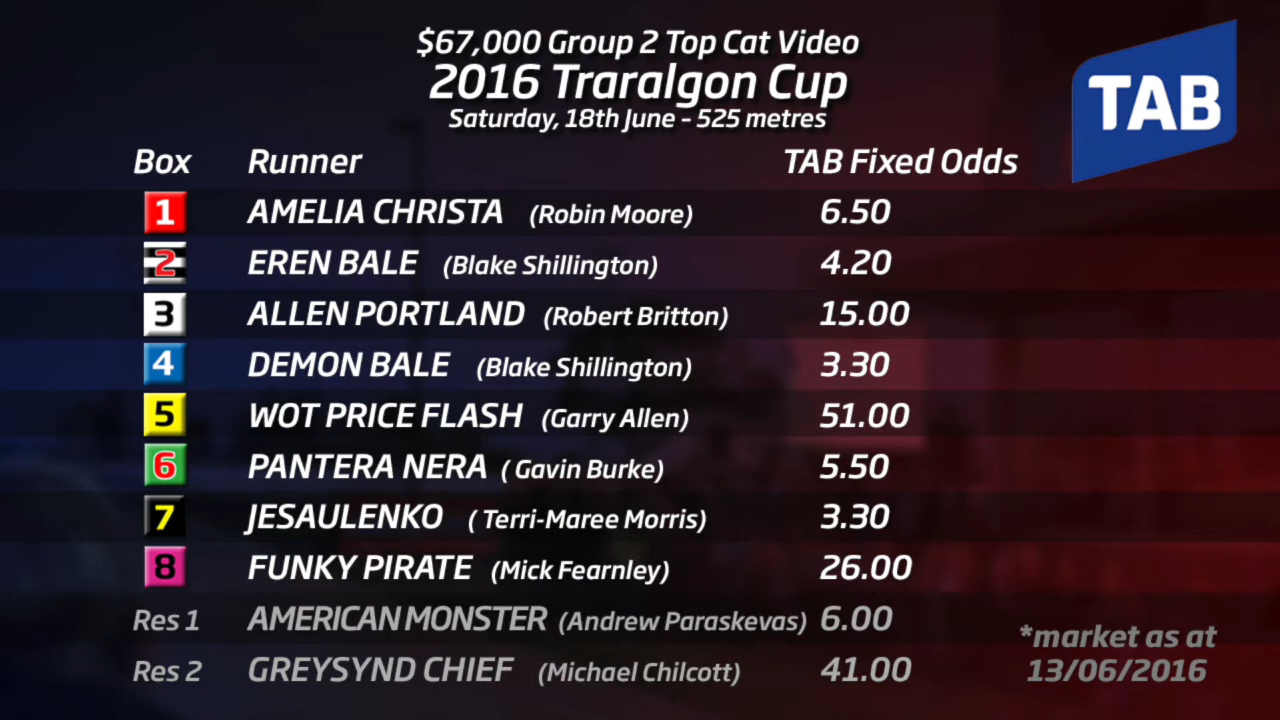 $67,000 Group 2 Top Cat Video
2016 Traralgon Cup
Saturday, 18th June - 525 metres
TAB
Box Runner TAB Fixed Odds
1 AMELIA CHRISTA (Robin Moore) 6.50
2 EREN BALE (Blake Shillington) 4.20
3 ALLEN PORTLAND (Robert Britton) 15.00
4 DEMON BALE (Blake Shillington) 3.30
5 WOT PRICE FLASH (Garry Allen) 51.00
6 PANTERA NERA ( Gavin Burke) 5.50
7 JESAULENKO ( Terri-Maree Morris) 3.30
8 FUNKY PIRATE (Mick Fearnley) 26.00
Res 1 AMERICAN MONSTER (Andrew Paraskevas) 6.00
Res 2 GREYSYND CHIEF (Michael Chilcott) 41.00
*market as at
13/06/2016